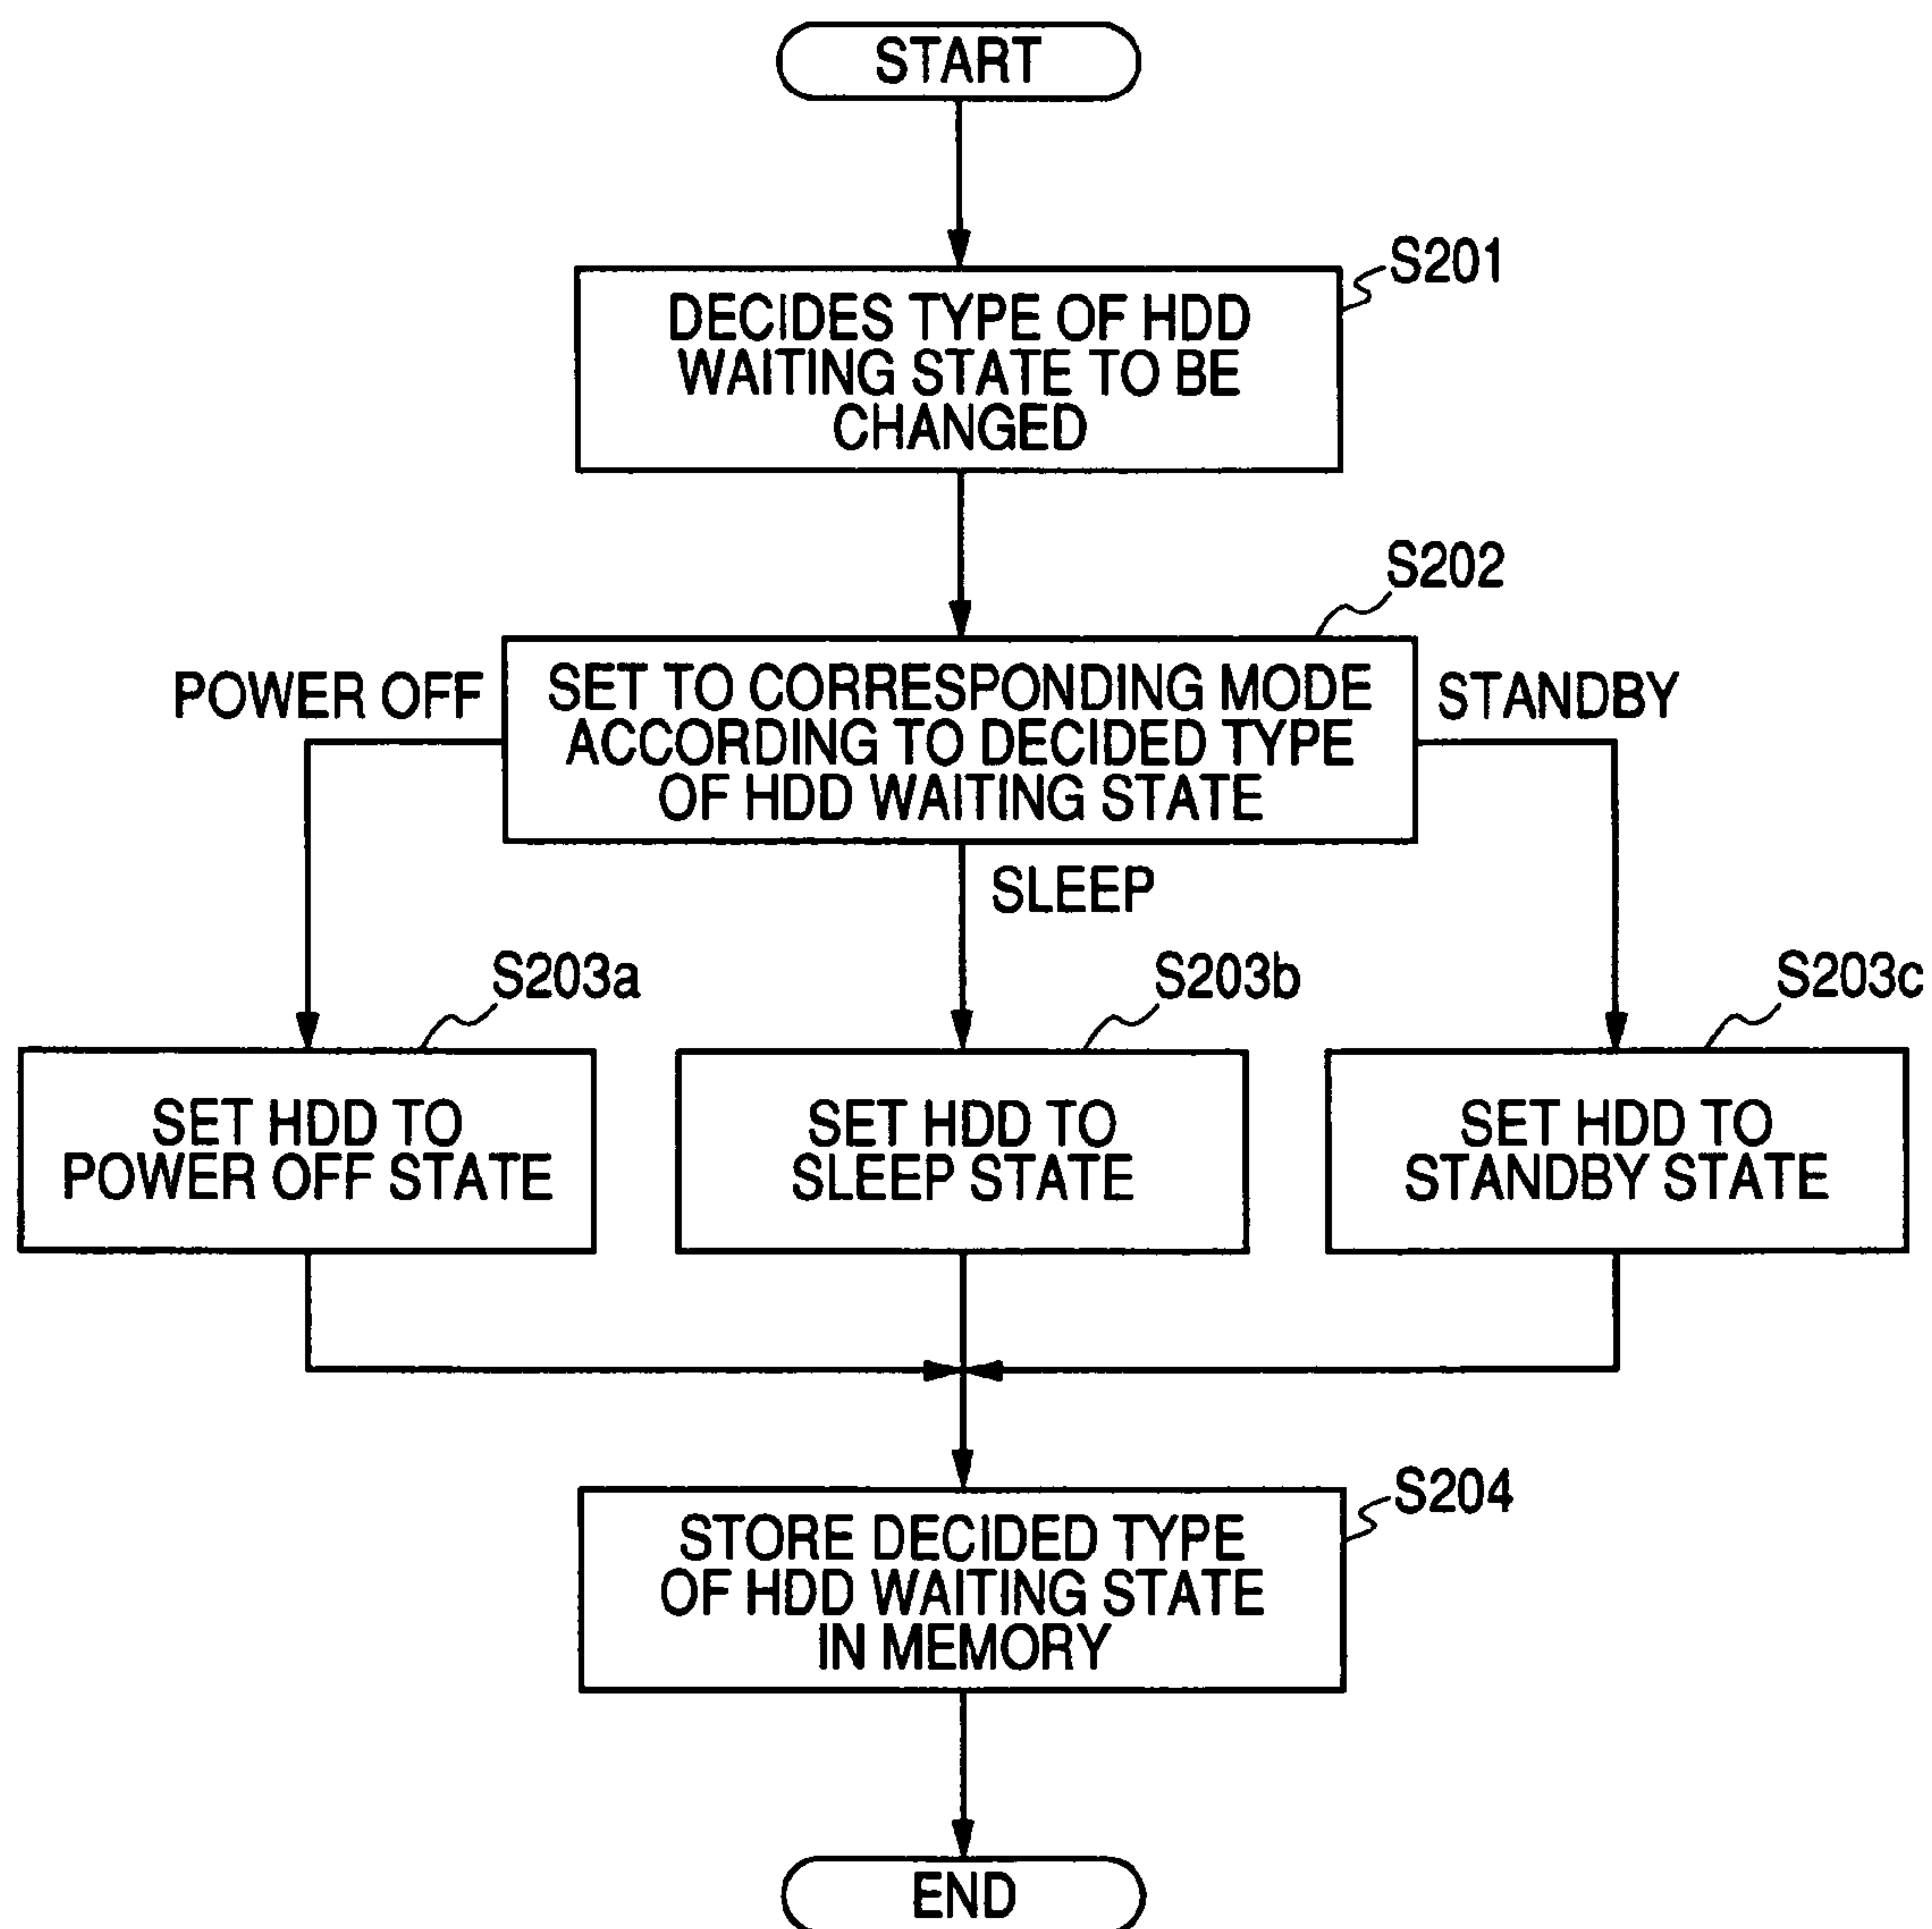 START
S201
DECIDES TYPE OF HDD
WAITING STATE TO BE
CHANGED
S202
POWER OFF
SET TO CORRESPONDING MODE
ACCORDING TO DECIDED TYPE
OF HDD WAITING STATE
STANDBY
SLEEP
S203a
S203b
S203c
SET HDD TO
POWER OFF STATE
SET HDD TO
SLEEP STATE
SET HDD TO
STANDBY STATE
S204
STORE DECIDED TYPE
OF HDD WAITING STATE
IN MEMORY
END